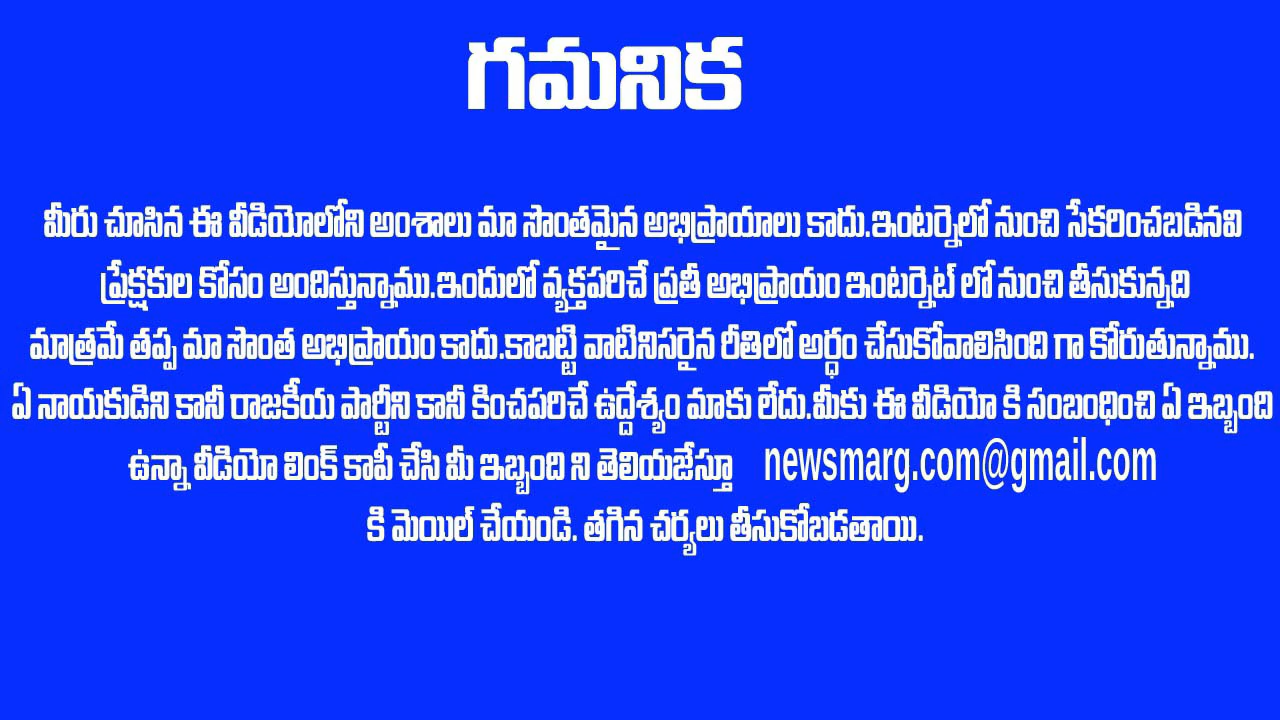 గమనిక
మీరు చూసిన ఈ వీడియోలోని అంశాలు మా సొంతమైన అభిప్రాయాలు కాదు.ఇంటర్నెలో నుంచి సేకరించబడినవి
ప్రేక్షకుల కోసం అందిస్తున్నాము.ఇందులో వ్యక్తపరిచే ప్రతీ అభిప్రాయం ఇంటర్నెట్ లో నుంచి తీసుకున్నది
మాత్రమే తప్ప మా సొంత అభిప్రాయం కాదు.కాబట్టి వాటినిసరైన రీతిలో అర్ధం చేసుకోవాలిసింది గా కోరుతున్నాము.
ఏ నాయకుడిని కానీ రాజకీయ పార్టీని కానీ కించపరిచే ఉద్దేశ్యం మాకు లేదు.మీకు ఈ వీడియో కి సంబంధించి ఏ ఇబ్బంది
ఉన్నా వీడియో లింక్ కాపీ చేసి మీ ఇబ్బంది ని తెలియజేస్తూ newsmarg.com@gmail.com
కి మెయిల్ చేయండి. తగిన చర్యలు తీసుకోబడతాయి.